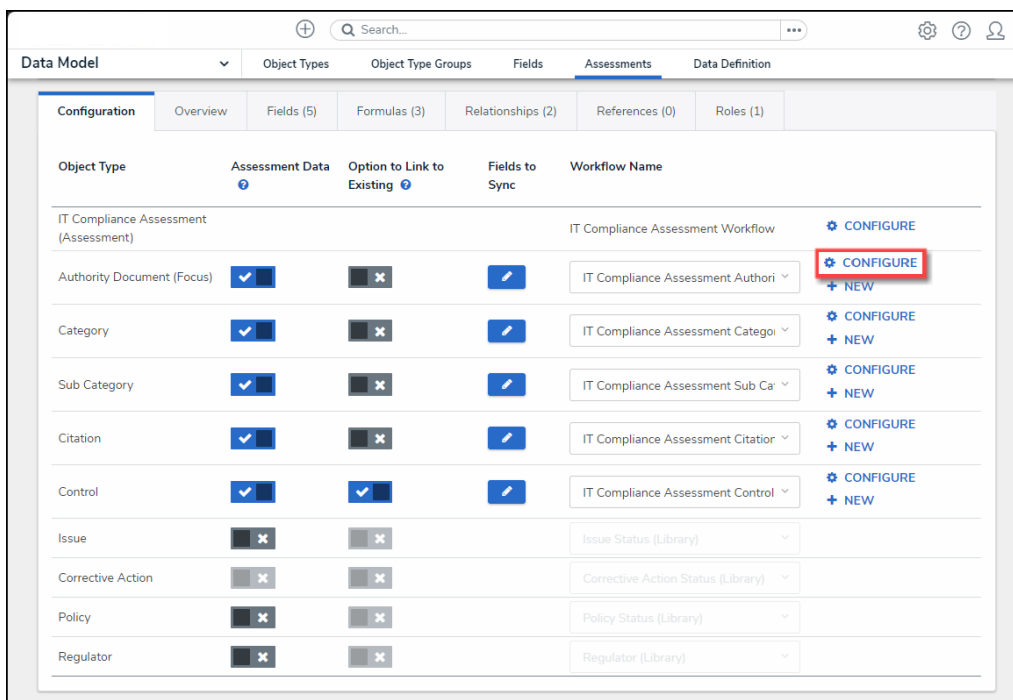 Search...
Data Model
Object Types
Object Type Groups
Fields
Assessments
Data Definition
Configuration
Overview
Fields (5)
Formulas (3)
Relationships (2)
References (0)
Roles (1)
Object Type
Assessment Data
Option to Link to
Existing
Fields to
Sync
Workflow Name
IT Compliance Assessment
(Assessment)
IT Compliance Assessment Workflow
CONFIGURE
Authority Document (Focus)
IT Compliance Assessment Authori
CONFIGURE
+ NEW
Category
IT Compliance Assessment Categor
CONFIGURE
+ NEW
Sub Category
IT Compliance Assessment Sub Cat
CONFIGURE
+ NEW
Citation
IT Compliance Assessment Citation
CONFIGURE
+ NEW
Control
IT Compliance Assessment Control
CONFIGURE
+ NEW
Issue
Issue Status (Library)
Corrective Action
Corrective Action Status (Library)
Policy
Policy Status (Library)
Regulator
Regulator (Library)